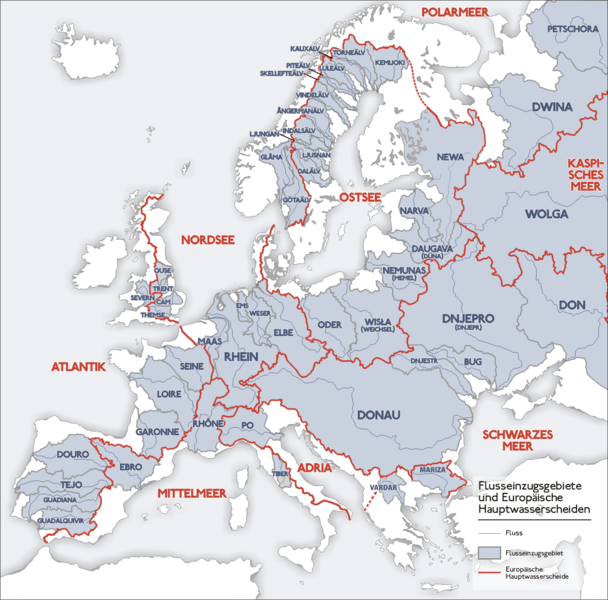 POLARMEER
PETSCHORA
KALIXALV
TORNEÄLV
PITEÄLV
LULEÄLV
KEMIJOKI
SKELLEFTEÄLV
VINDELÄLV
DWINA
ÅNGERMANÄLV
LJUNGAN
INDALSÄLV
NEWA
GLÅMA
LJUSNAN
KASPI-
SCHES
MEER
DALÄLV
GÖTAÄLV
OSTSEE
NARVA
WOLGA
NORDSEE
DAUGAVA
(DÜNA)
NEMUNAS
(MEMEL)
OUSE
TRENT
SEVERN
CAM
THEMSE
EMS
WESER
ELBE
ODER
WISŁA
(WEICHSEL)
DNJEPRO
(DNJEPR)
DON
MAAS
RHEIN
SEINE
DNJESTR
BUG
ATLANTIK
LOIRE
DONAU
GARONNE
RHÔNE
PO
SCHWARZES
MEER
DOURO
EBRO
ADRIA
TIBER
MARIZA
TEJO
MITTELMEER
VARDAR
GUADIANA
GUADALQUIVIR
Flusseinzugsgebiete
und Europäische
Hauptwasserscheiden
Fluss
Flusseinzugsgebiet
Europäische
Hauptwasserscheide